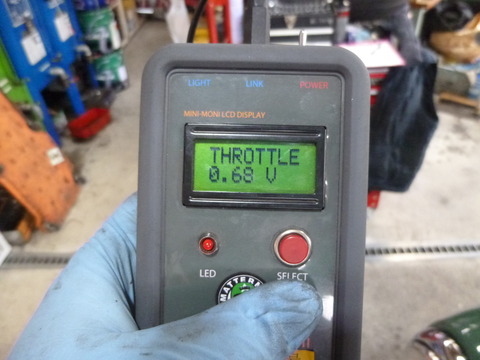 LIGHT LINK POWER
MINI-MONI LCD DISPLAY
THROTTLE
0.68 V
LED
SELECT